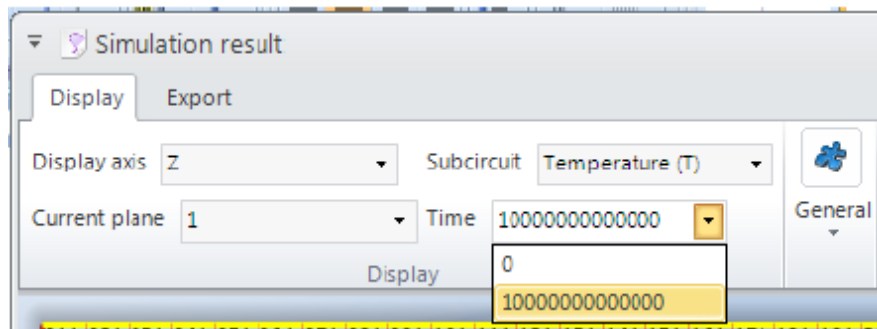 Simulation result
Display Export
Display axis Z Subcircuit Temperature (T)
Current plane 1 Time 10000000000000
General
Display
0
10000000000000